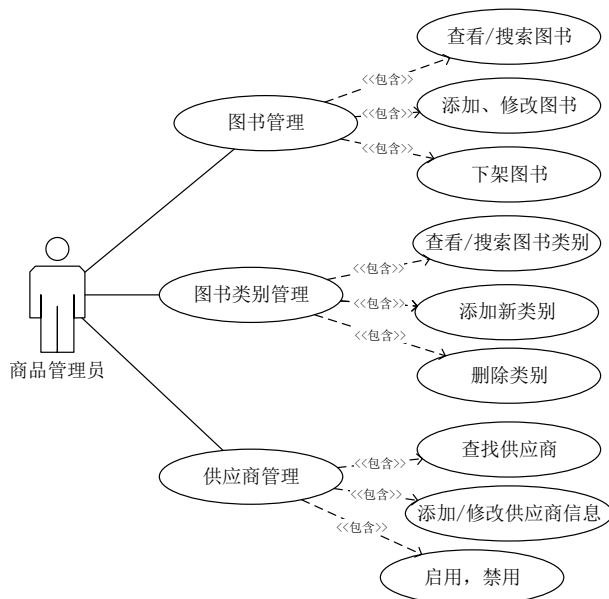 查看/搜索图书
<<包含>>
图书管理
<<包含>>
添加、修改图书
<<包含>>
下架图书
查看/搜索图书类别
<<包含>>
图书类别管理
<<包含>>
添加新类别
<<包含>>
删除类别
商品管理员
查找供应商
<<包含>>
供应商管理
<<包含>>
添加/修改供应商信息
<<包含>>
启用，禁用